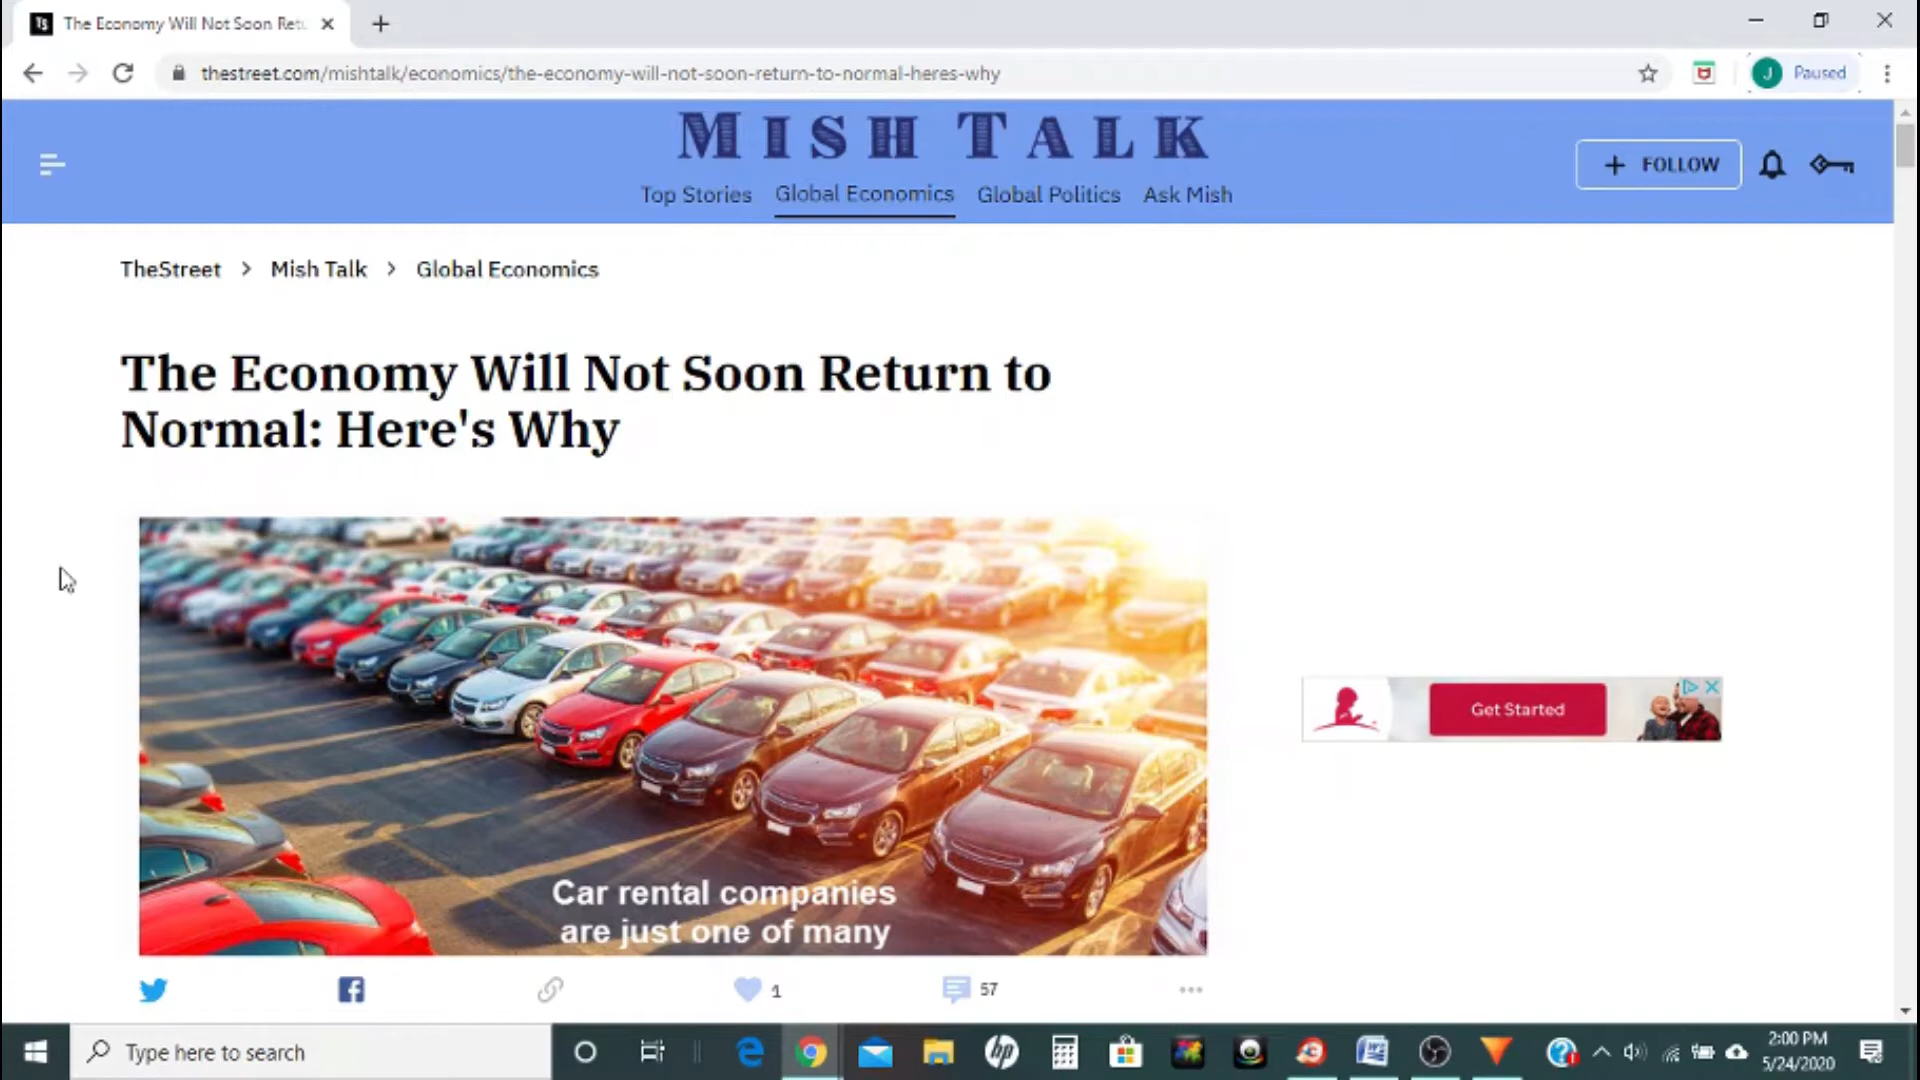 The Economy Will Not Soon Retu
thestreet.com/mishtalk/economics/the-economy-will-not-soon-return-to-normal-heres-why
J Paused
MISH TALK
Top Stories Global Economics Global Politics Ask Mish
+ FOLLOW
TheStreet > Mish Talk > Global Economics
The Economy Will Not Soon Return to
Normal: Here's Why
Get Started
Car rental companies
are just one of many
1
57
Type here to search
hp
2:00 PM
5/24/2020